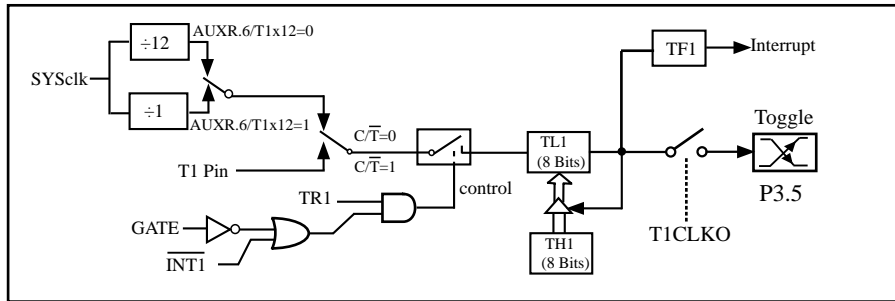 ÷12
AUXR.6/T1x12=0
SYSclk
÷1
AUXR.6/T1x12=1
T1 Pin
C/T̅=0
C/T̅=1
control
TR1
GATE
I̅N̅T̅1̅
TL1
(8 Bits)
TH1
(8 Bits)
TF1
Interrupt
Toggle
P3.5
T1CLKO